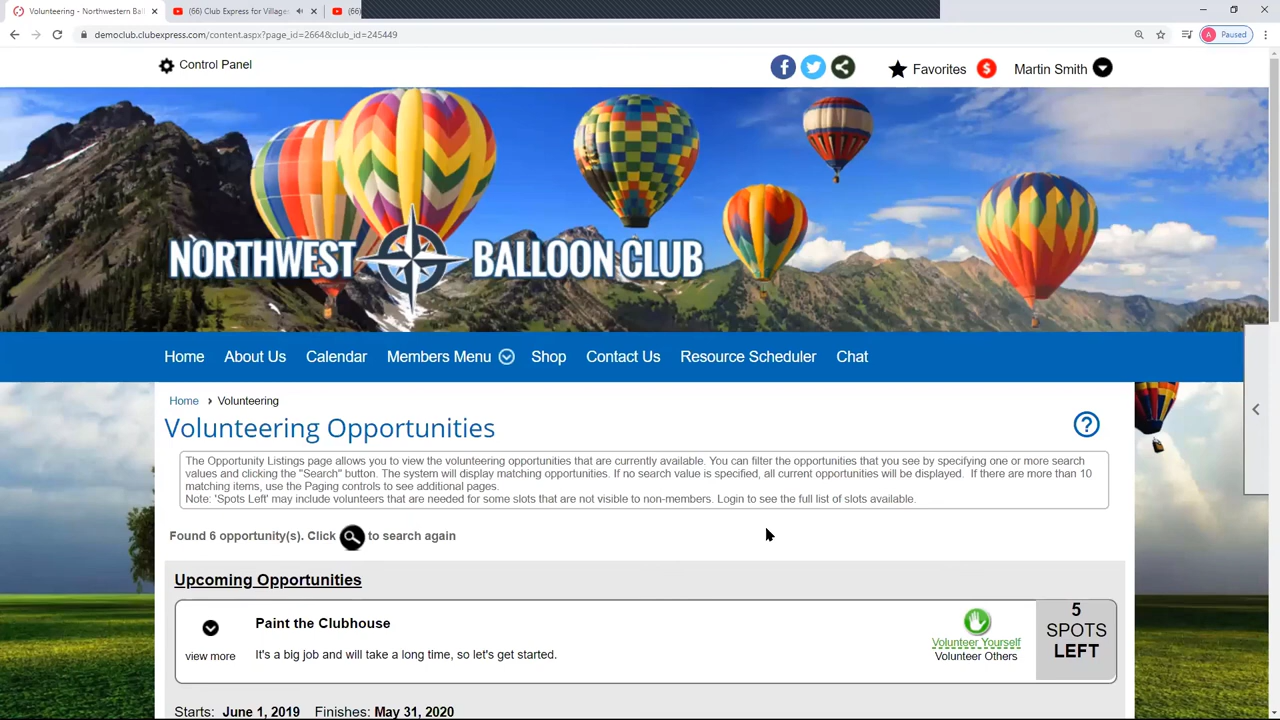 Volunteering - Northwestern Ball
(66) Club Express for Village
(66)
democlub.clubexpress.com/content.aspx?page_id=2664&club_id=245449
A Paused
Control Panel
Favorites
$
Martin Smith
NORTHWEST BALLOON CLUB
Home About Us Calendar Members Menu Shop Contact Us Resource Scheduler Chat
Home > Volunteering
Volunteering Opportunities
?
The Opportunity Listings page allows you to view the volunteering opportunities that are currently available. You can filter the opportunities that you see by specifying one or more search
values and clicking the "Search" button. The system will display matching opportunities. If no search value is specified, all current opportunities will be displayed. If there are more than 10
matching items, use the Paging controls to see additional pages.
Note: 'Spots Left' may include volunteers that are needed for some slots that are not visible to non-members. Login to see the full list of slots available.
Found 6 opportunity(s). Click to search again
Upcoming Opportunities
Paint the Clubhouse
view more
It's a big job and will take a long time, so let's get started.
Volunteer Yourself
Volunteer Others
5
SPOTS
LEFT
Starts: June 1, 2019 Finishes: May 31, 2020